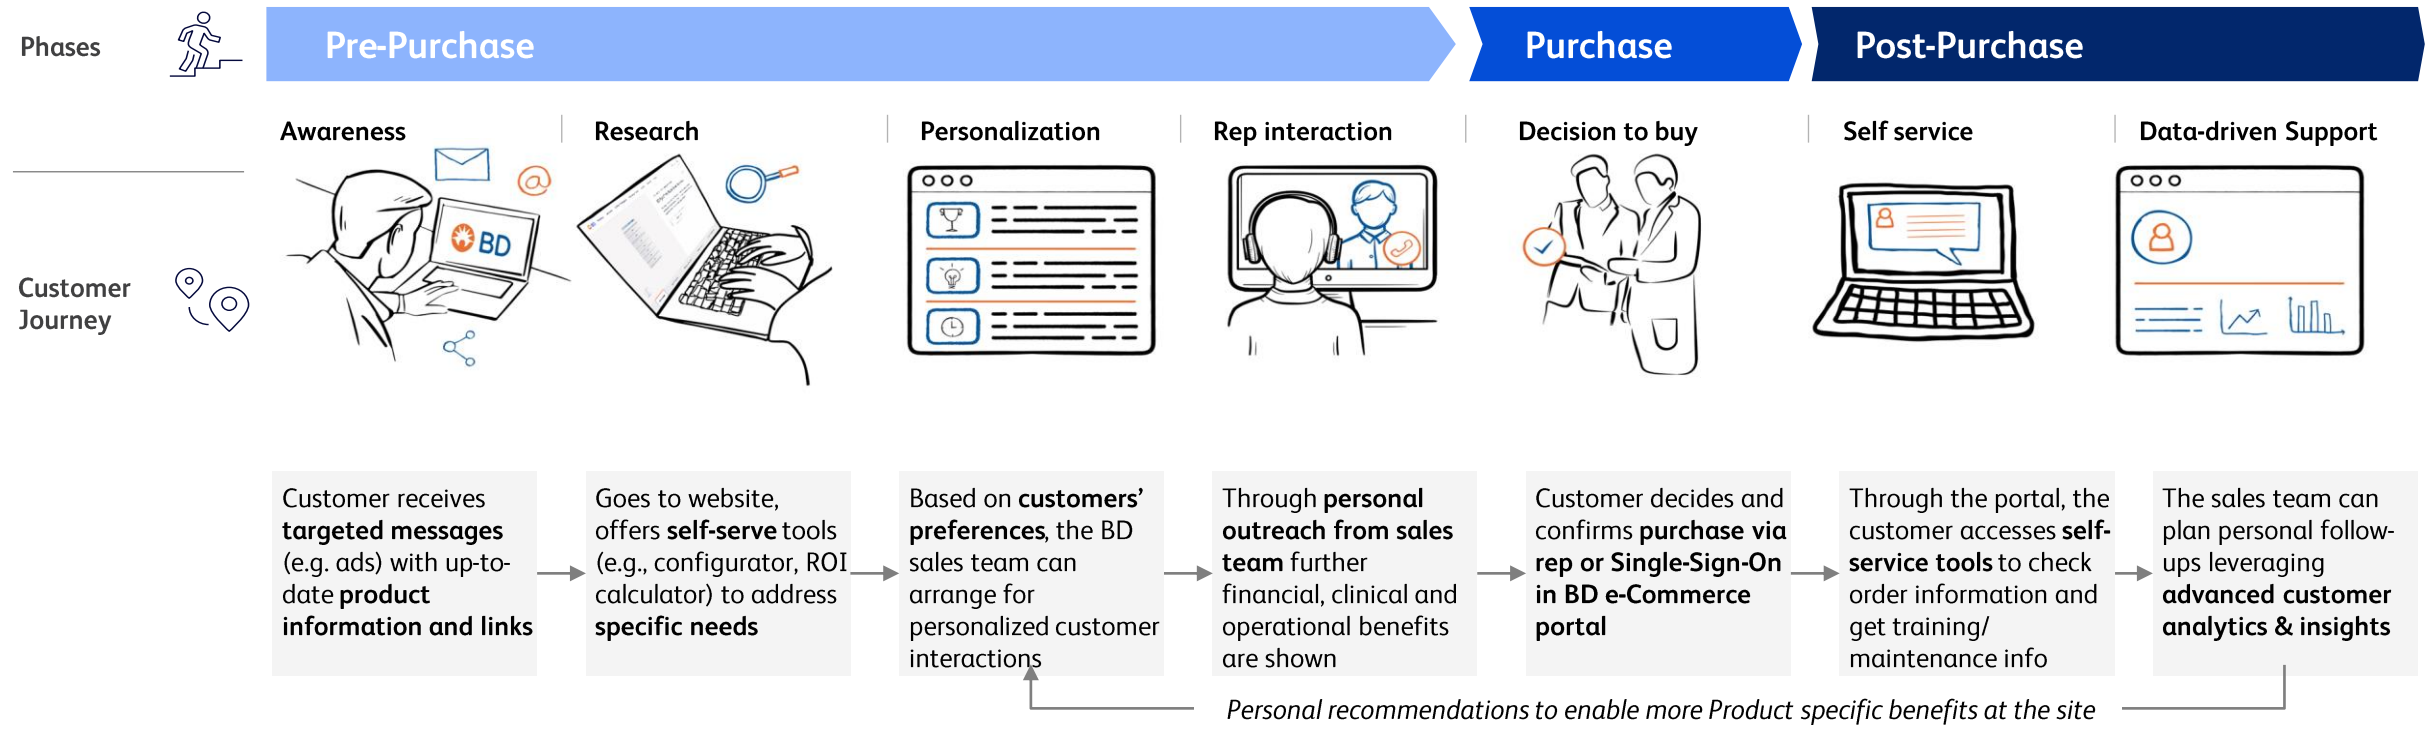 Phases
Pre-Purchase
Purchase
Post-Purchase
Customer
Journey
Awareness
Research
Personalization
Rep interaction
Decision to buy
Self service
Data-driven Support
BD
Customer receives
targeted messages
(e.g. ads) with up-to-
date product
information and links
Goes to website,
offers self-serve tools
(e.g., configurator, ROI
calculator) to address
specific needs
Based on customers’
preferences, the BD
sales team can
arrange for
personalized customer
interactions
Through personal
outreach from sales
team further
financial, clinical and
operational benefits
are shown
Customer decides and
confirms purchase via
rep or Single-Sign-On
in BD e-Commerce
portal
Through the portal, the
customer accesses self-
service tools to check
order information and
get training/
maintenance info
The sales team can
plan personal follow-
ups leveraging
advanced customer
analytics & insights
Personal recommendations to enable more Product specific benefits at the site